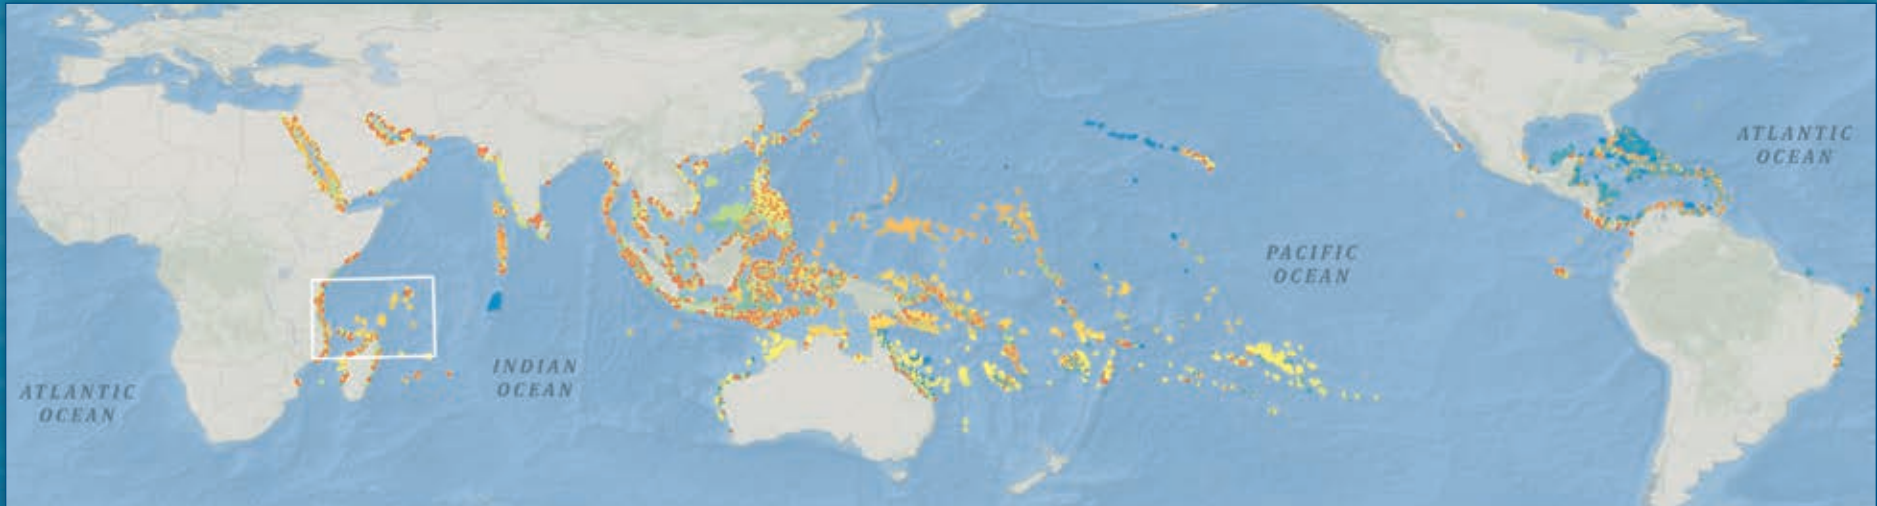 ATLANTIC
OCEAN
PACIFIC
OCEAN
INDIAN
OCEAN
ATLANTIC
OCEAN